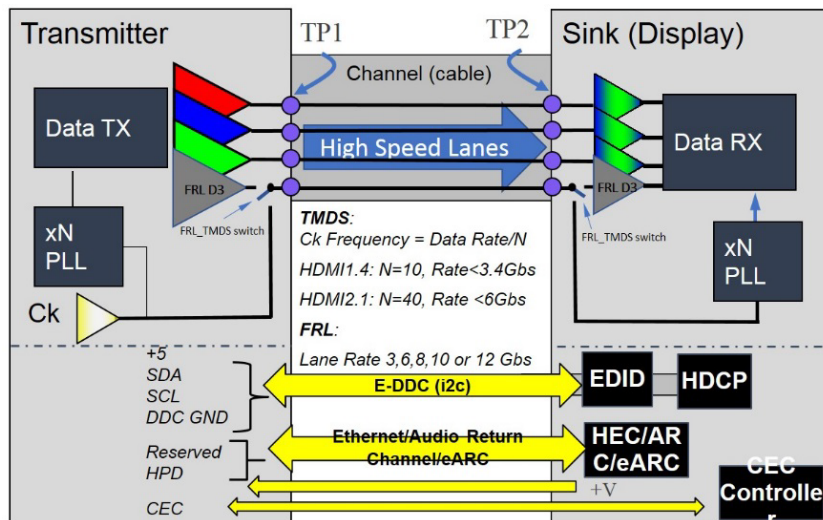 Transmitter
TP1
TP2
Sink (Display)
Channel (cable)
Data TX
High Speed Lanes
Data RX
FRL D3
FRL D3
FRL_TMDS switch
FRL_TMDS switch
xN
PLL
xN
PLL
Ck
TMDS:
Ck Frequency = Data Rate/N
HDMI1.4: N=10, Rate<3.4Gbs
HDMI2.1: N=40, Rate <6Gbs
FRL:
Lane Rate 3,6,8,10 or 12 Gbs
+5
SDA
SCL
DDC GND
E-DDC (i2c)
EDID
HDCP
Reserved
HPD
Ethernet/Audio Return
Channel/eARC
HEC/AR
C/eARC
+V
CEC
CEC
Controlle
r